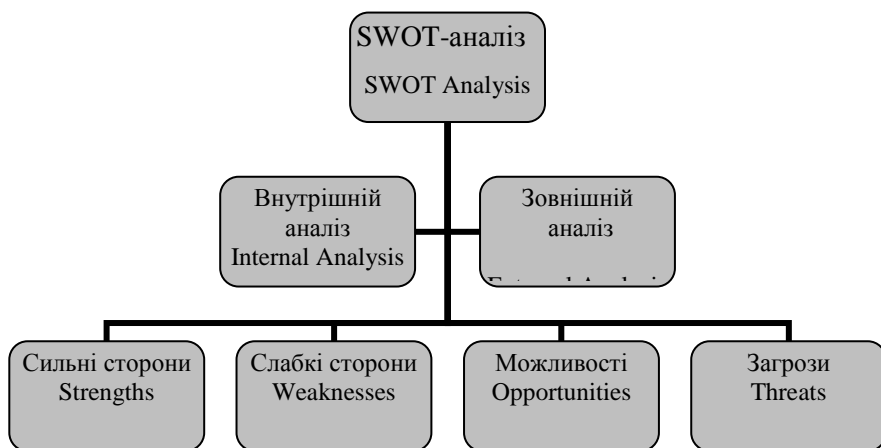 SWOT-аналіз
SWOT Analysis
Внутрішній
аналіз
Internal Analysis
Зовнішній
аналіз
Сильні сторони
Strengths
Слабкі сторони
Weaknesses
Можливості
Opportunities
Загрози
Threats